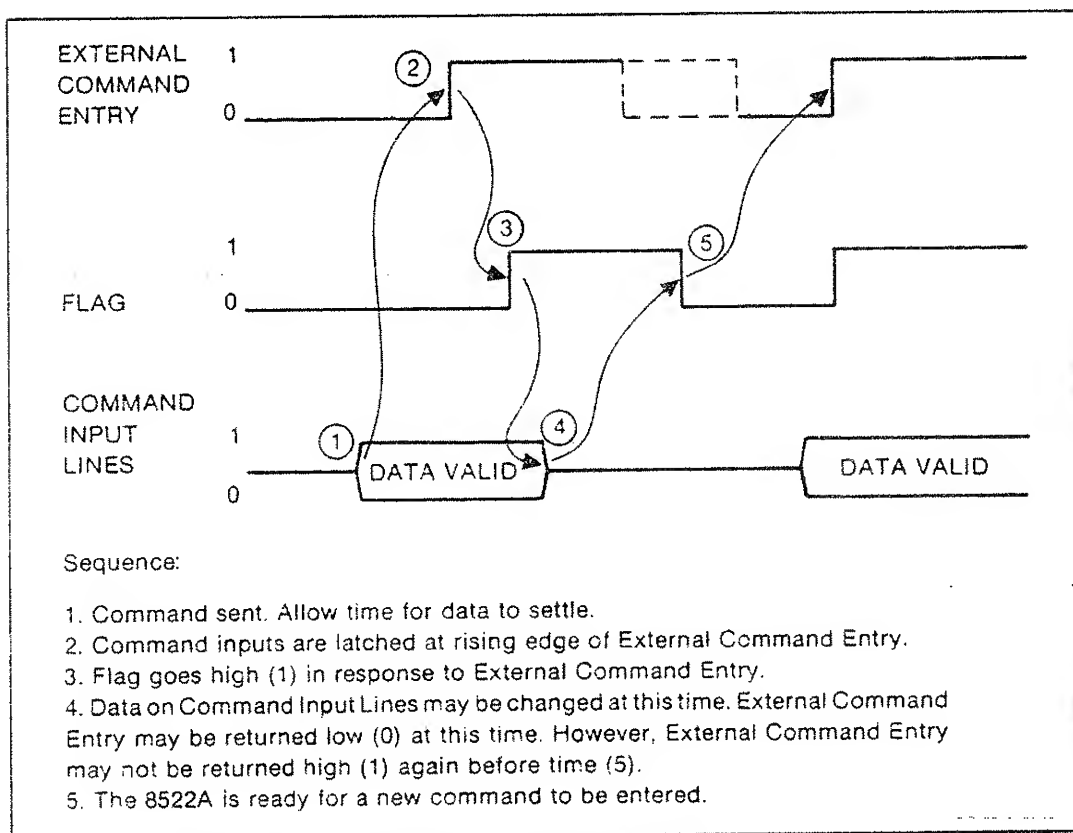 EXTERNAL
COMMAND
ENTRY
1
0
2
3
FLAG
1
0
5
COMMAND
INPUT
LINES
1
0
1
DATA VALID
4
DATA VALID
Sequence:
1. Command sent. Allow time for data to settle.
2. Command inputs are latched at rising edge of External Command Entry.
3. Flag goes high (1) in response to External Command Entry.
4. Data on Command Input Lines may be changed at this time. External Command
Entry may be returned low (0) at this time. However, External Command Entry
may not be returned high (1) again before time (5).
5. The 8522A is ready for a new command to be entered.